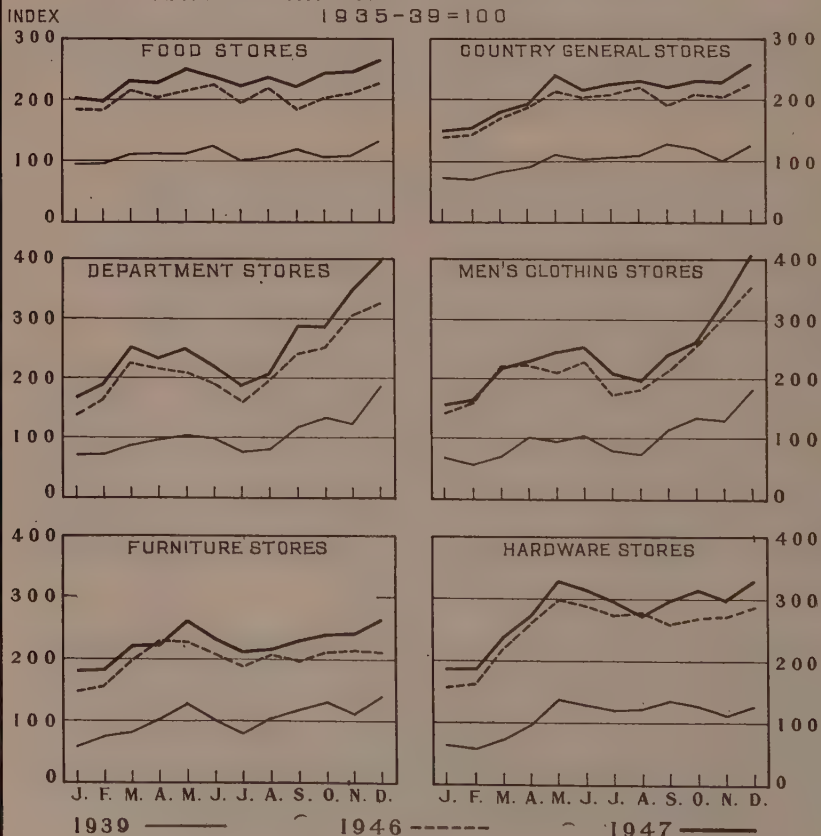 INDEX 1935-39=100
300 FOOD STORES COUNTRY GENERAL STORES 300
200 200
100 100
0 0
400 DEPARTMENT STORES MEN'S CLOTHING STORES 400
300 300
200 200
100 100
0 0
400 FURNITURE STORES HARDWARE STORES 400
300 300
200 200
100 100
0 0
J. F. M. A. M. J. J. A. S. O. N. D. J. F. M. A. M. J. J. A. S. O. N. D.
1939 1946 1947